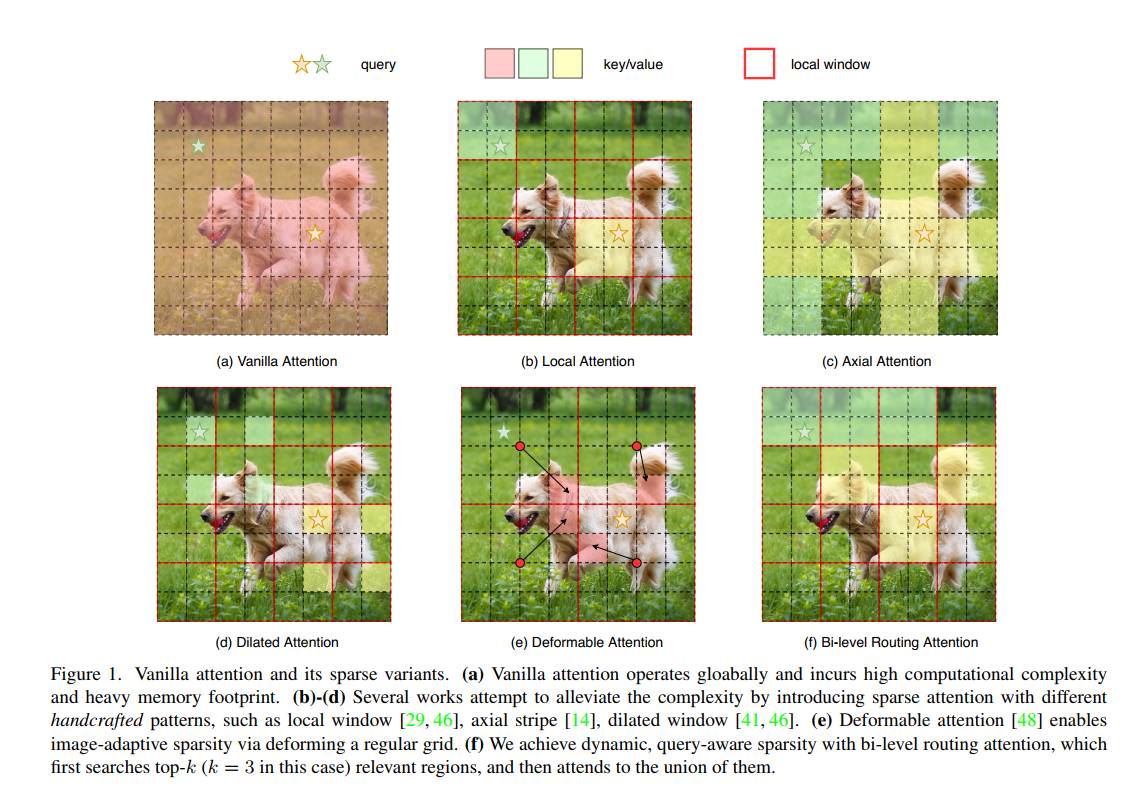 query
key/value
local window
(a) Vanilla Attention
(b) Local Attention
(c) Axial Attention
(d) Dilated Attention
(e) Deformable Attention
(f) Bi-level Routing Attention
Figure 1. Vanilla attention and its sparse variants. (a) Vanilla attention operates gloabally and incurs high computational complexity
and heavy memory footprint. (b)-(d) Several works attempt to alleviate the complexity by introducing sparse attention with different
handcrafted patterns, such as local window [29, 46], axial stripe [14], dilated window [41, 46]. (e) Deformable attention [48] enables
image-adaptive sparsity via deforming a regular grid. (f) We achieve dynamic, query-aware sparsity with bi-level routing attention, which
first searches top-k (k = 3 in this case) relevant regions, and then attends to the union of them.